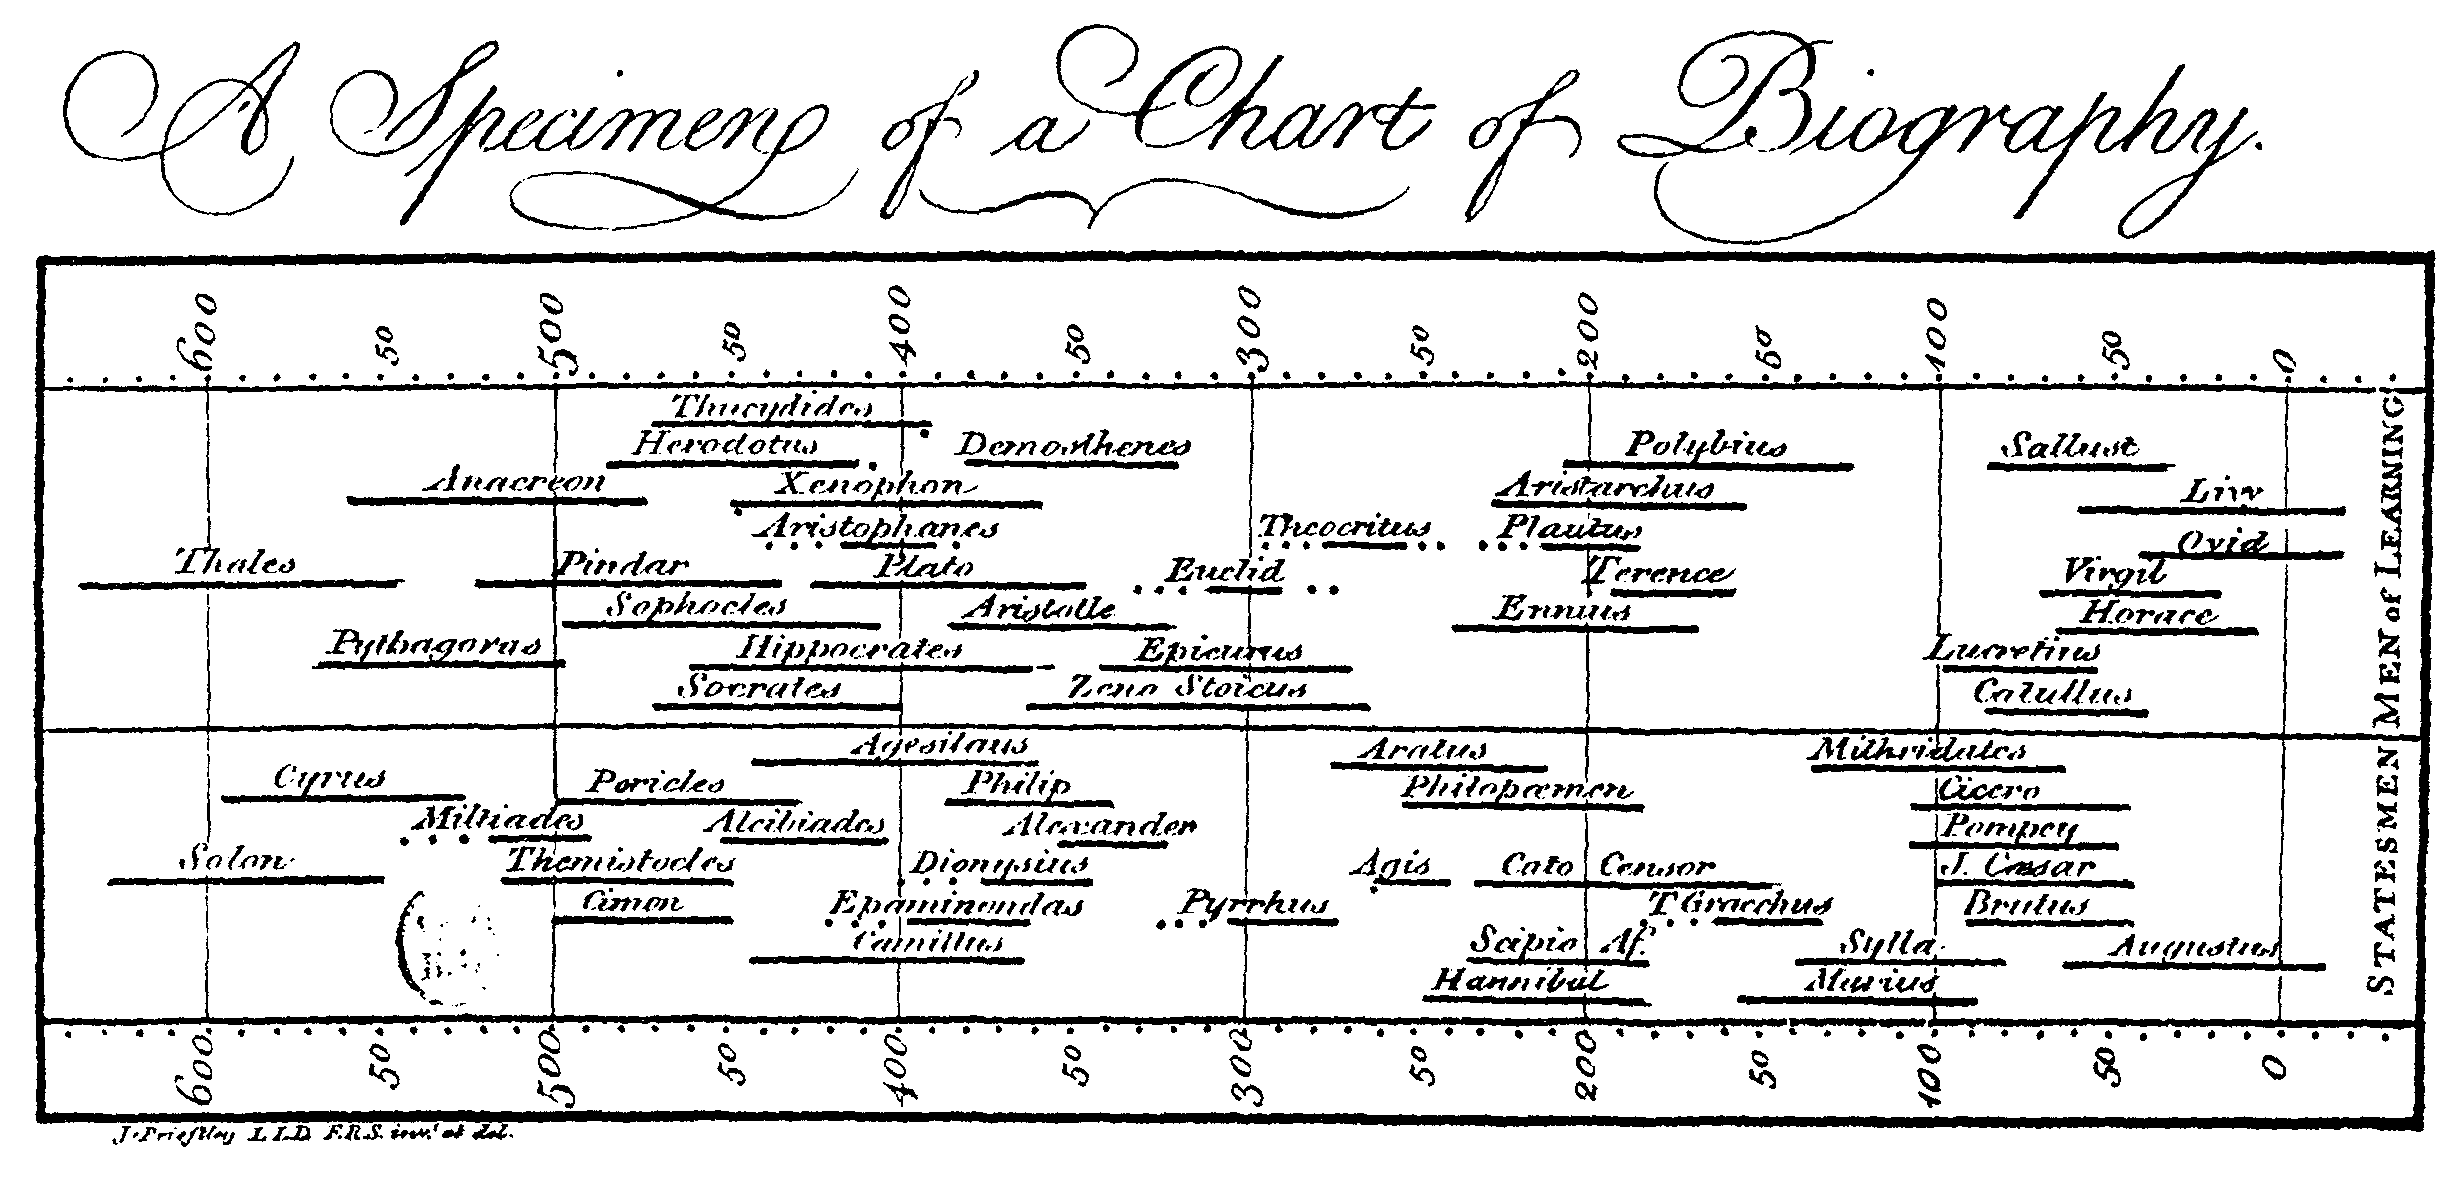 A Specimen of a Chart of Biography.
600 50 500 50 400 50 300 50 200 50 100 50 0
Thucydides
Herodotus Demosthenes Polybius Sallust
Anacreon Xenophon Aristarchus Livy
Aristophanes Theocritus Plautus
Thales Pindar Plato Euclid Terence Virgil Ovid
Sophocles Aristotle Ennius Horace
Pythagoras Hippocrates Epicurus Lucretius
Socrates Zeno Stoicus Catullus
MEN of LEARNING
Agesilaus Aratus Mithridates
Cyrus Pericles Philip Philopœmen Cicero
Miltiades Alcibiades Alexander Pompey
Solon Themistocles Dionysius Agis Cato Censor J. Cæsar
Cimon Epaminondas Pyrrhus T Gracchus Brutus
Camillus Scipio Af. Sylla Augustus
Hannibal Marius
STATESMEN
600 50 500 50 400 50 300 50 200 50 100 50 0
J. Priestley L.L.D. F.R.S. inv.t et del.